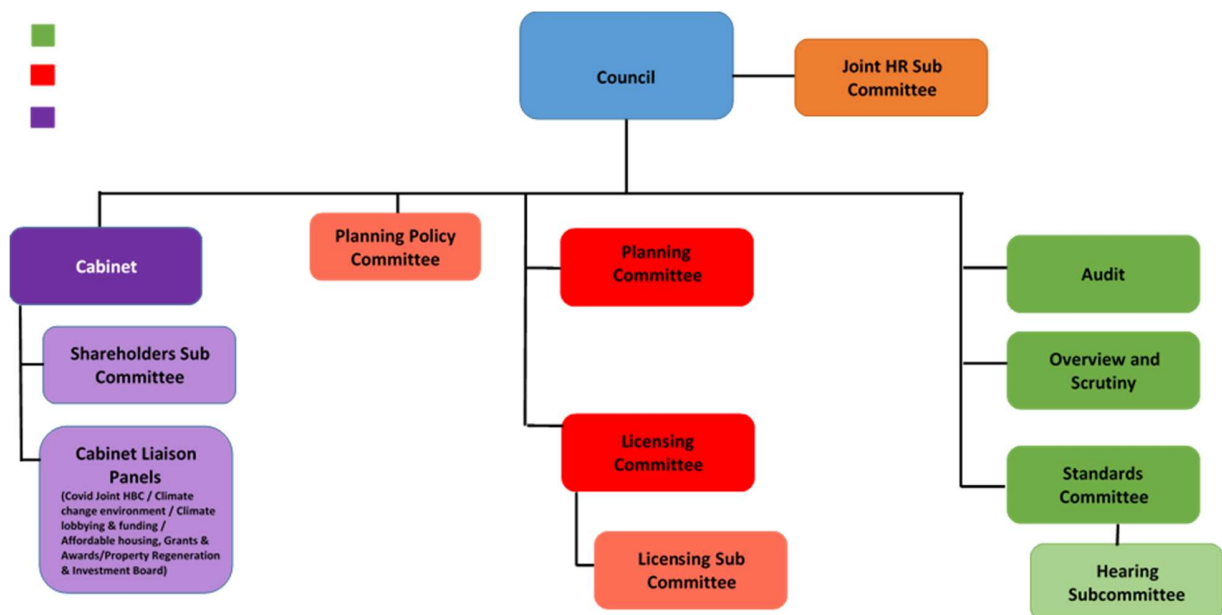 Council
Joint HR Sub
Committee
Cabinet
Planning Policy
Committee
Planning
Committee
Audit
Shareholders Sub
Committee
Overview and
Scrutiny
Cabinet Liaison
Panels
(Covid Joint HBC / Climate
change environment / Climate
lobbying & funding /
Affordable housing, Grants &
Awards/Property Regeneration
& Investment Board)
Licensing
Committee
Standards
Committee
Licensing Sub
Committee
Hearing
Subcommittee